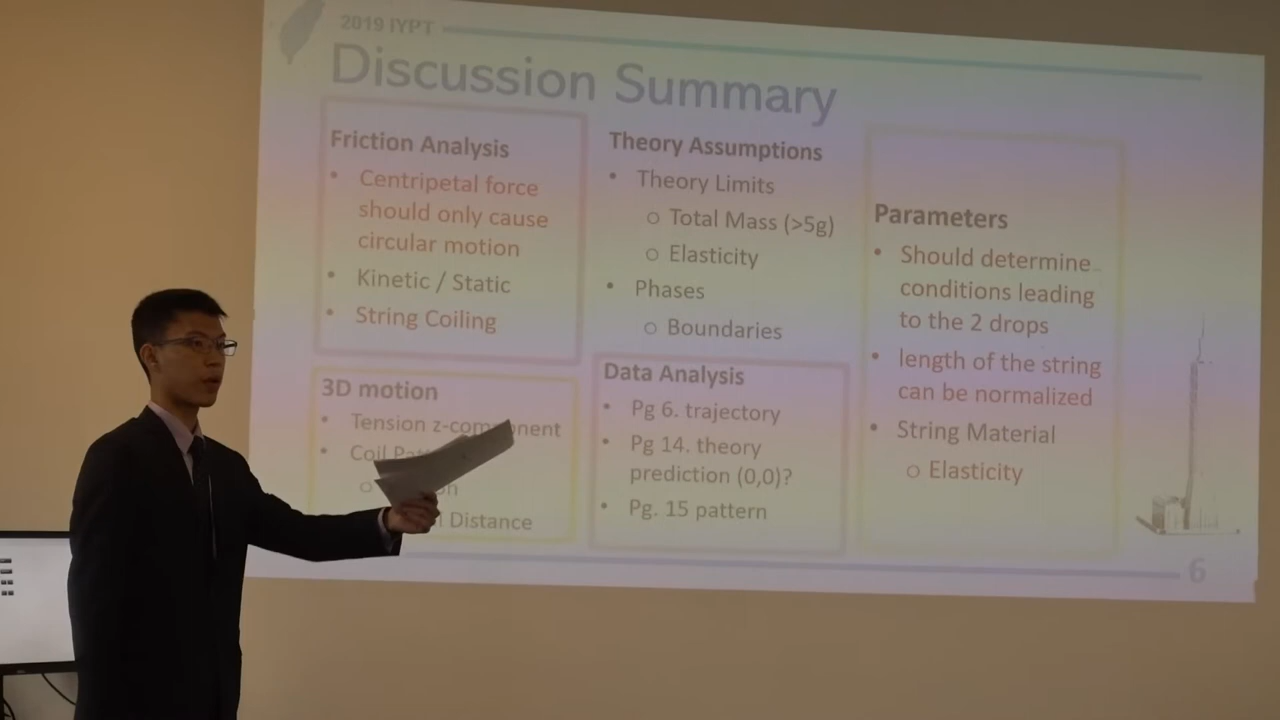 2019 IYPT
Discussion Summary
Friction Analysis
• Centripetal force
should only cause
circular motion
• Kinetic / Static
• String Coiling
3D motion
• Tension z-component
• Coil
Distance
Theory Assumptions
• Theory Limits
○ Total Mass (>5g)
○ Elasticity
• Phases
○ Boundaries
Data Analysis
• Pg 6. trajectory
• Pg 14. theory
prediction (0,0)?
• Pg. 15 pattern
Parameters
• Should determine
conditions leading
to the 2 drops
• length of the string
can be normalized
• String Material
○ Elasticity
6